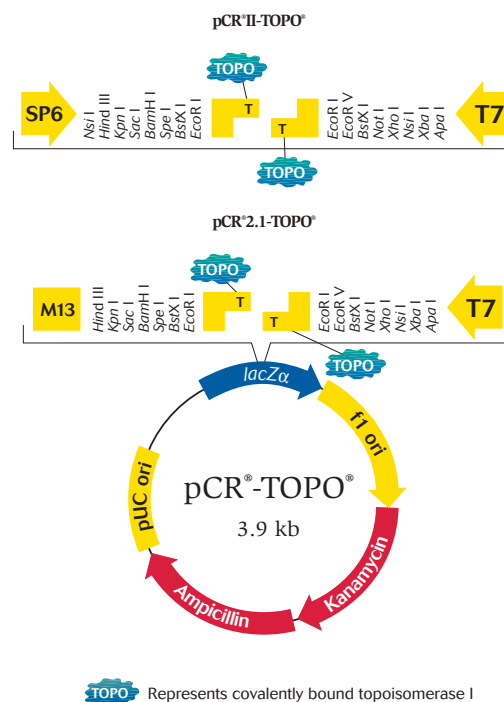 pCR®II-TOPO®
TOPO
SP6
Nsi I
Hind III
Kpn I
Sac I
BamH I
Spe I
BstX I
EcoR I
T
T
EcoR I
EcoR V
BstX I
Not I
Xho I
Nsi I
Xba I
Apa I
T7
TOPO
pCR®2.1-TOPO®
TOPO
M13
Hind III
Kpn I
Sac I
BamH I
Spe I
BstX I
EcoR I
T
T
EcoR I
EcoR V
BstX I
Not I
Xho I
Nsi I
Xba I
Apa I
T7
TOPO
lacZα
f1 ori
pUC ori
pCR®-TOPO®
3.9 kb
Kanamycin
Ampicillin
TOPO Represents covalently bound topoisomerase I